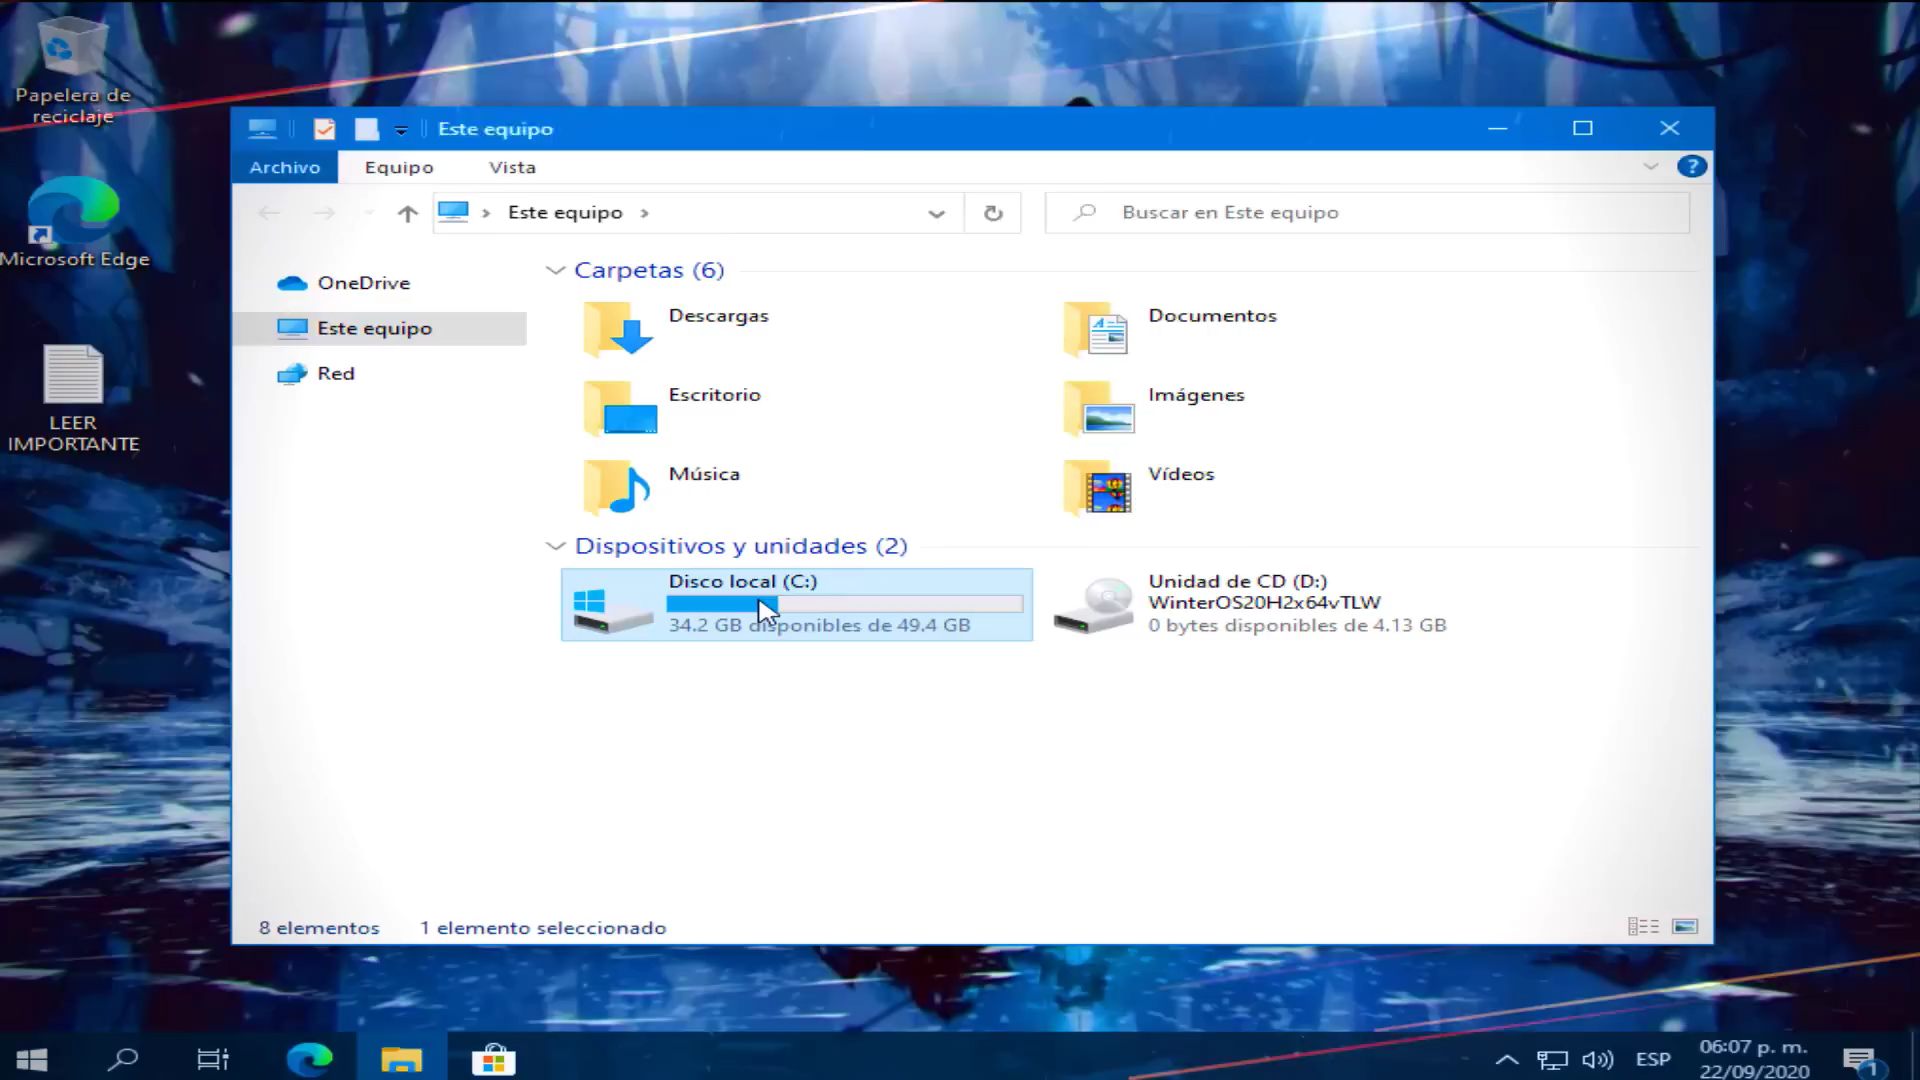 Papelera de
reciclaje
Microsoft Edge
LEER
IMPORTANTE
Este equipo
Archivo
Equipo
Vista
?
Este equipo
Buscar en Este equipo
OneDrive
Este equipo
Red
Carpetas (6)
Descargas
Documentos
Escritorio
Imágenes
Música
Vídeos
Dispositivos y unidades (2)
Disco local (C:)
34.2 GB disponibles de 49.4 GB
Unidad de CD (D:)
WinterOS20H2x64vTLW
0 bytes disponibles de 4.13 GB
8 elementos
1 elemento seleccionado
ESP
06:07 p. m.
22/09/2020
1